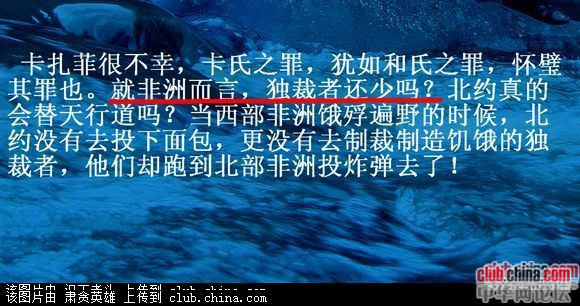 卡扎菲很不幸，卡氏之罪，犹如和氏之罪，怀璧
其罪也。就非洲而言，独裁者还少吗？北约真的
会替天行道吗？当西部非洲饿殍遍野的时候，北
约没有去投下面包，更没有去制裁制造饥饿的独
裁者，他们却跑到北部非洲投炸弹去了！
club.china.com
中华网论坛
该图片由 肃贪英雄 上传到 club.china.com